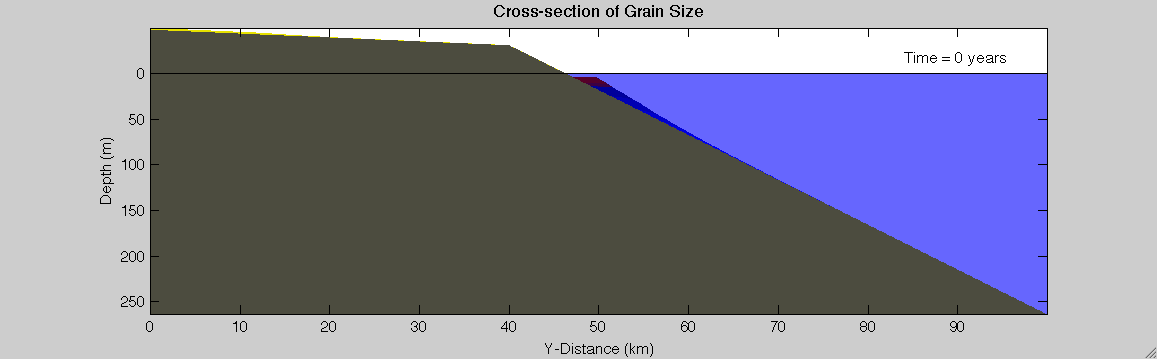 Cross-section of Grain Size
Time = 0 years
0
50
100
150
200
250
Depth (m)
0 10 20 30 40 50 60 70 80 90
Y-Distance (km)